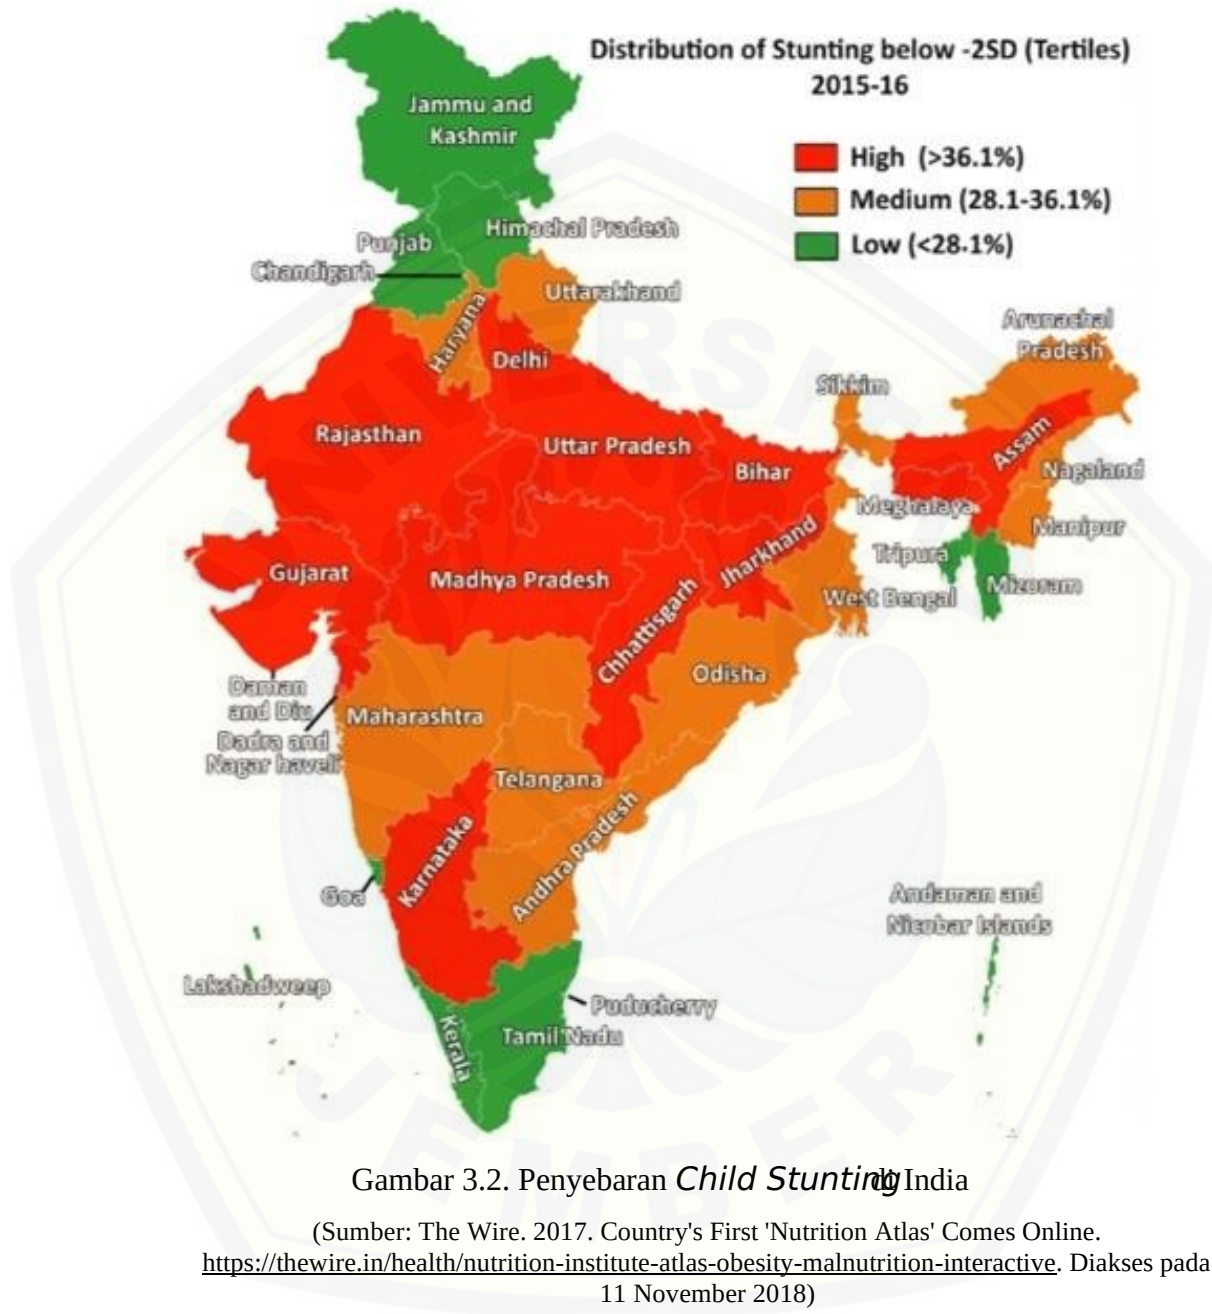 Distribution of Stunting below -2SD (Tertiles)
2015-16
High (>36.1%)
Medium (28.1-36.1%)
Low (<28.1%)
Jammu and
Kashmir
Himachal Pradesh
Punjab
Chandigarh
Uttarakhand
Haryana
Delhi
Arunachal
Pradesh
Sikkim
Rajasthan
Uttar Pradesh
Bihar
Assam
Nagaland
Meghalaya
Manipur
Tripura
Mizoram
Gujarat
Madhya Pradesh
Jharkhand
West Bengal
Chhattisgarh
Odisha
Daman
and Diu
Dadra and
Nagar haveli
Maharashtra
Telangana
Andhra Pradesh
Karnataka
Goa
Andaman and
Nicobar Islands
Lakshadweep
Puducherry
Kerala
Tamil Nadu
UNIVERSITAS
JEMBER
Gambar 3.2. Penyebaran Child Stunting di India
(Sumber: The Wire. 2017. Country's First 'Nutrition Atlas' Comes Online.
https://thewire.in/health/nutrition-institute-atlas-obesity-malnutrition-interactive. Diakses pada
11 November 2018)